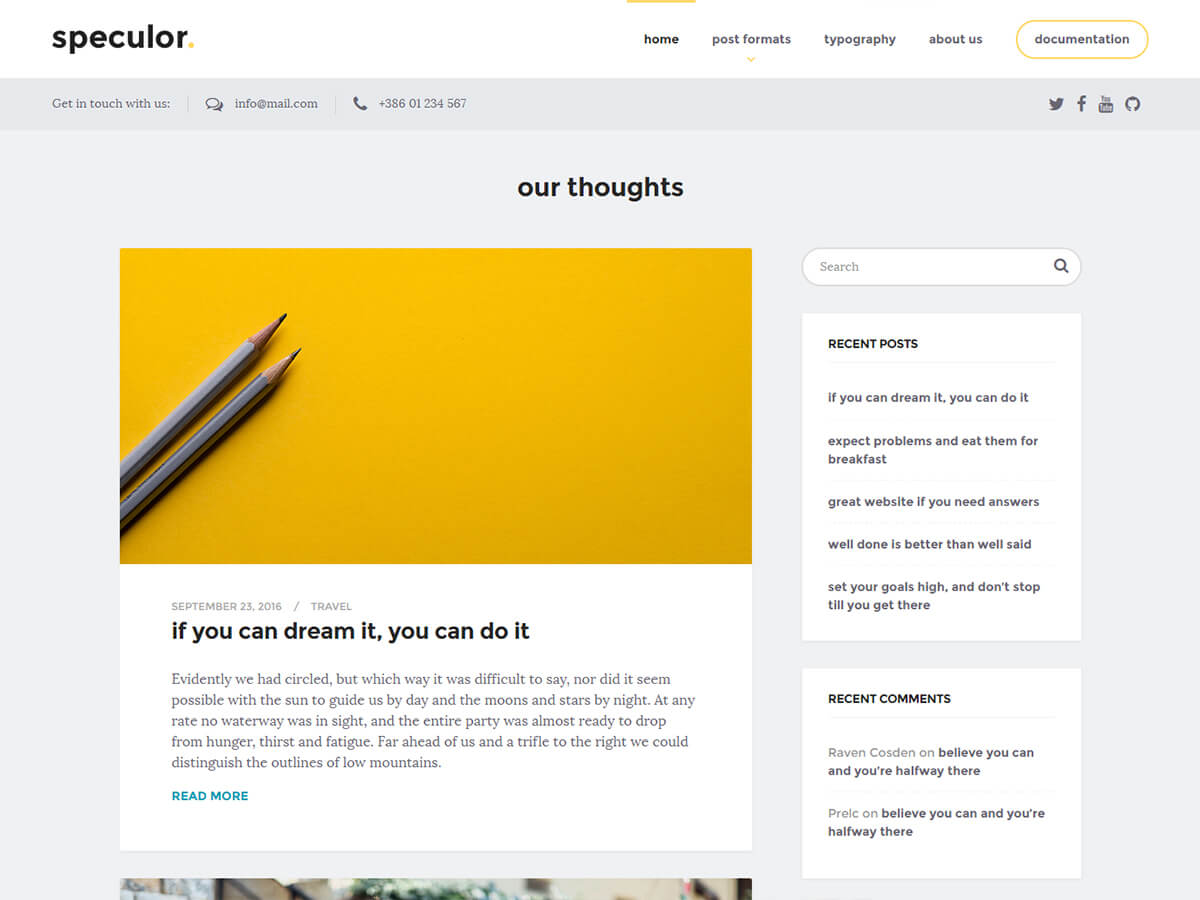 speculor.
home post formats typography about us documentation
Get in touch with us: info@mail.com +386 01 234 567
our thoughts
SEPTEMBER 23, 2016 / TRAVEL
if you can dream it, you can do it
Evidently we had circled, but which way it was difficult to say, nor did it seem
possible with the sun to guide us by day and the moons and stars by night. At any
rate no waterway was in sight, and the entire party was almost ready to drop
from hunger, thirst and fatigue. Far ahead of us and a trifle to the right we could
distinguish the outlines of low mountains.
READ MORE
Search
RECENT POSTS
if you can dream it, you can do it
expect problems and eat them for
breakfast
great website if you need answers
well done is better than well said
set your goals high, and don't stop
till you get there
RECENT COMMENTS
Raven Cosden on believe you can
and you're halfway there
Prelc on believe you can and you're
halfway there